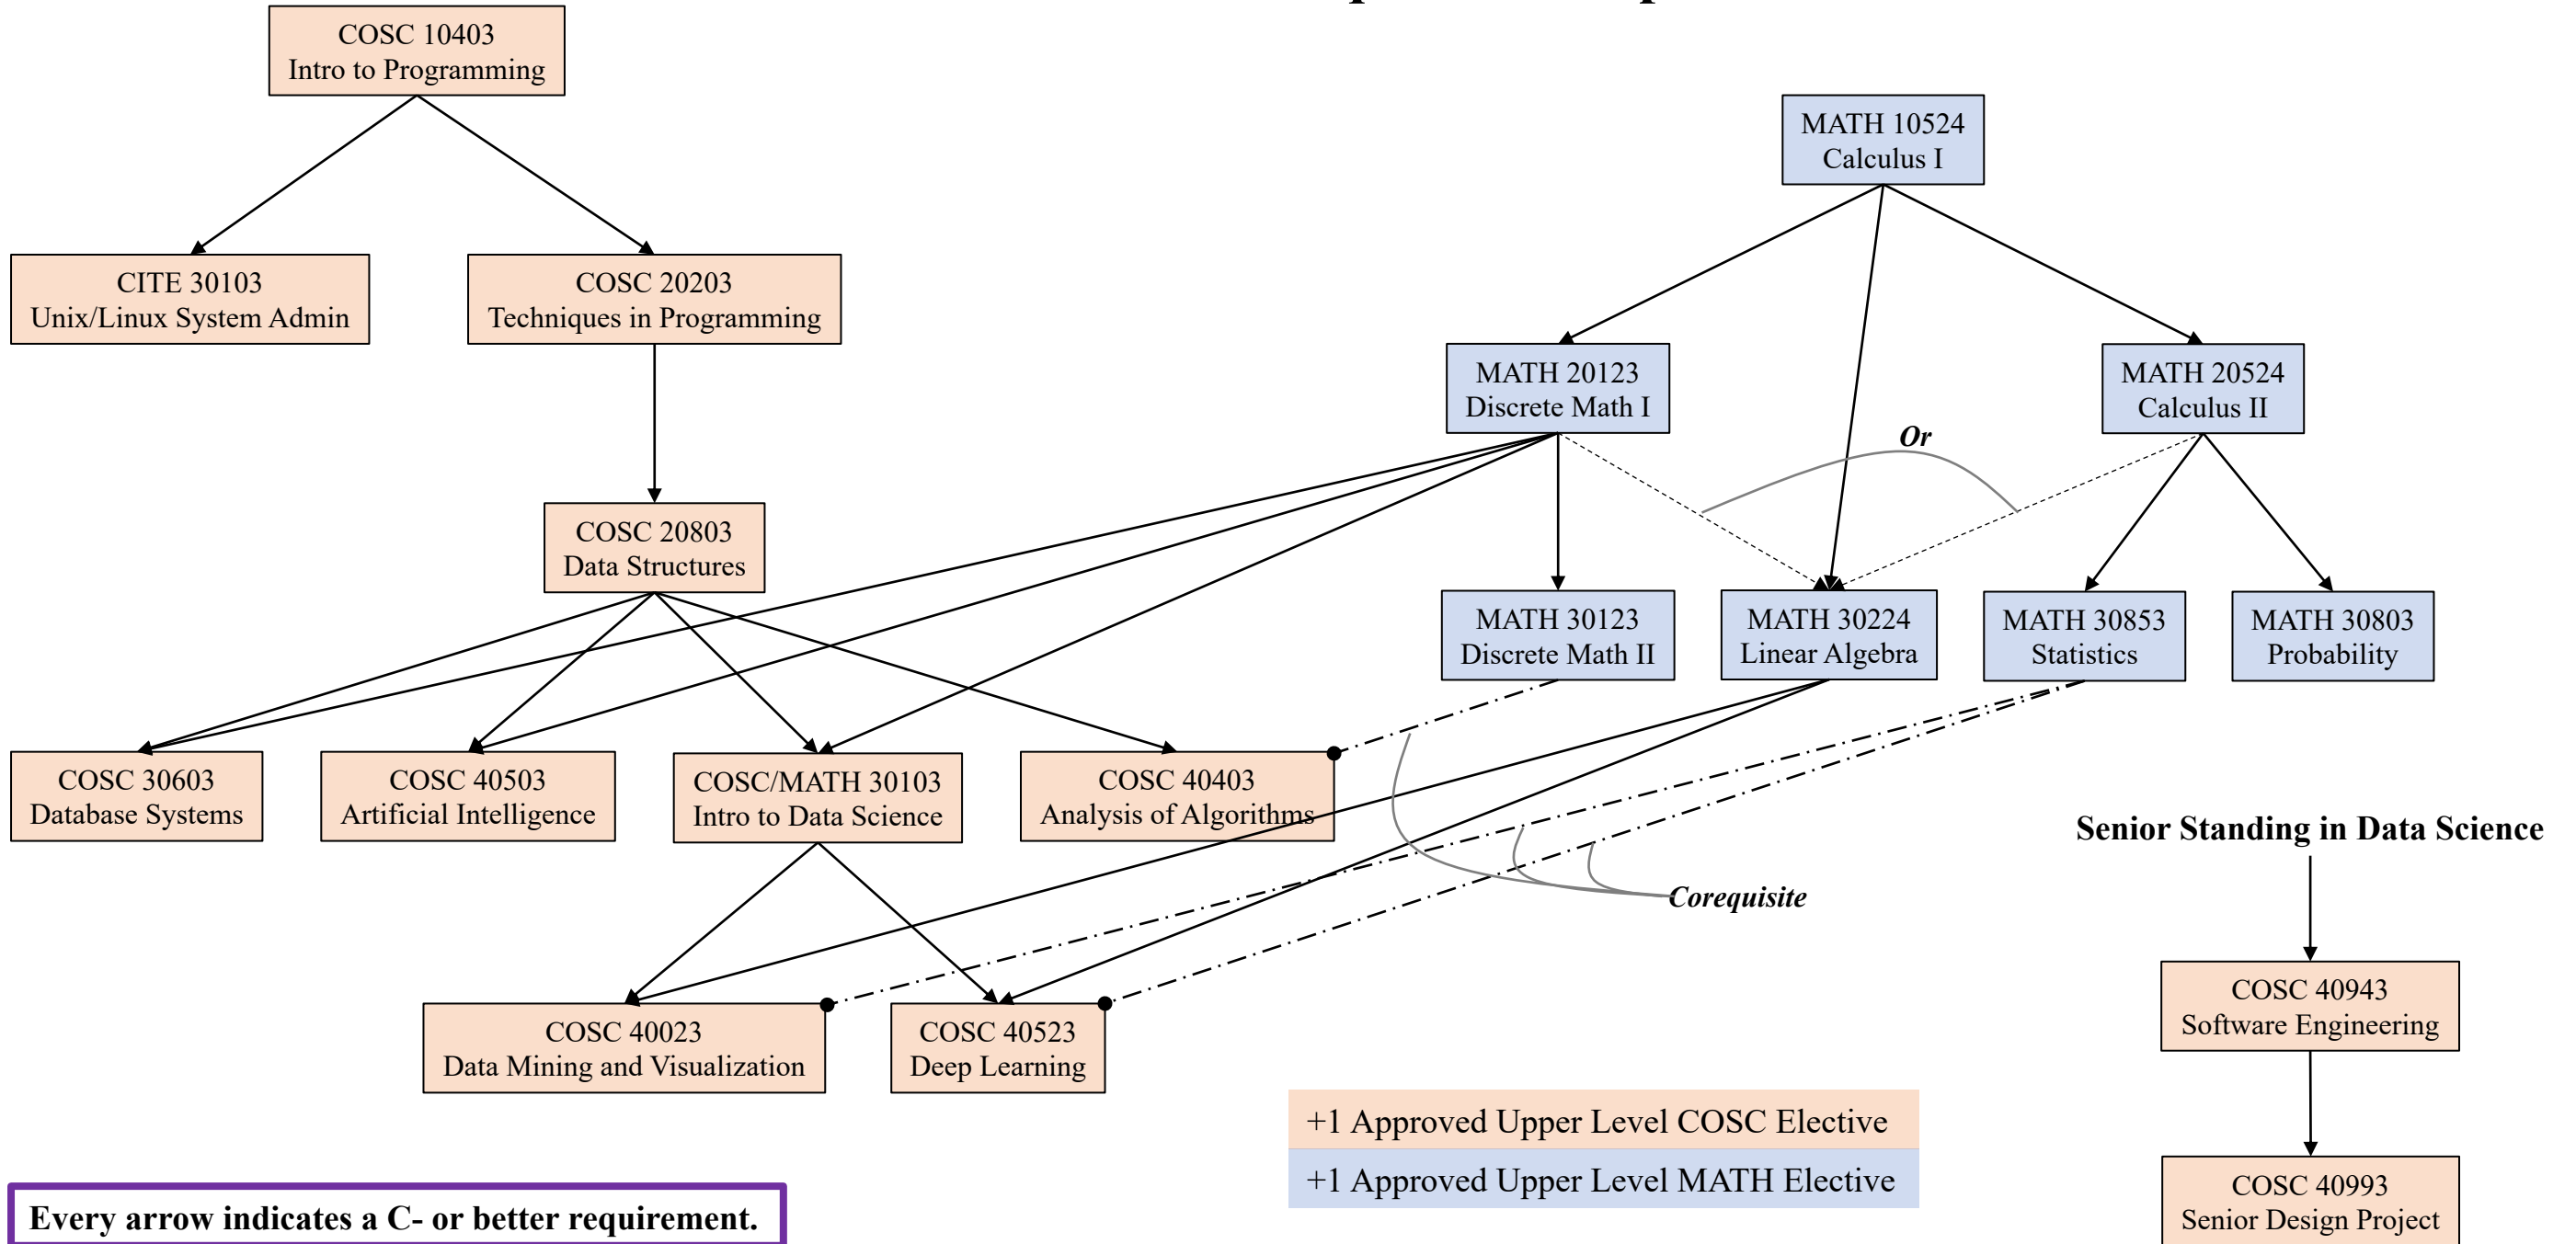 COSC 10403
Intro to Programming
MATH 10524
Calculus I
CITE 30103
Unix/Linux System Admin
COSC 20203
Techniques in Programming
MATH 20123
Discrete Math I
MATH 20524
Calculus II
Or
COSC 20803
Data Structures
MATH 30123
Discrete Math II
MATH 30224
Linear Algebra
MATH 30853
Statistics
MATH 30803
Probability
COSC 30603
Database Systems
COSC 40503
Artificial Intelligence
COSC/MATH 30103
Intro to Data Science
COSC 40403
Analysis of Algorithms
Senior Standing in Data Science
Corequisite
COSC 40943
Software Engineering
COSC 40023
Data Mining and Visualization
COSC 40523
Deep Learning
+1 Approved Upper Level COSC Elective
+1 Approved Upper Level MATH Elective
COSC 40993
Senior Design Project
Every arrow indicates a C- or better requirement.